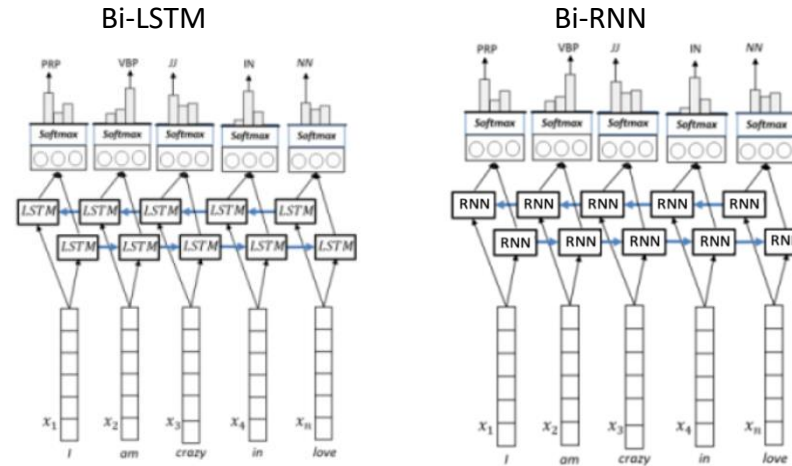 Bi-LSTM Bi-RNN
PRP VBP JJ IN NN PRP VBP JJ IN NN
Softmax Softmax Softmax Softmax Softmax Softmax Softmax Softmax Softmax Softmax
LSTM LSTM LSTM LSTM LSTM RNN RNN RNN RNN RNN
LSTM LSTM LSTM LSTM LSTM RNN RNN RNN RNN RNN
x₁ x₂ x₃ x₄ xₙ x₁ x₂ x₃ x₄ xₙ
I am crazy in love I am crazy in love